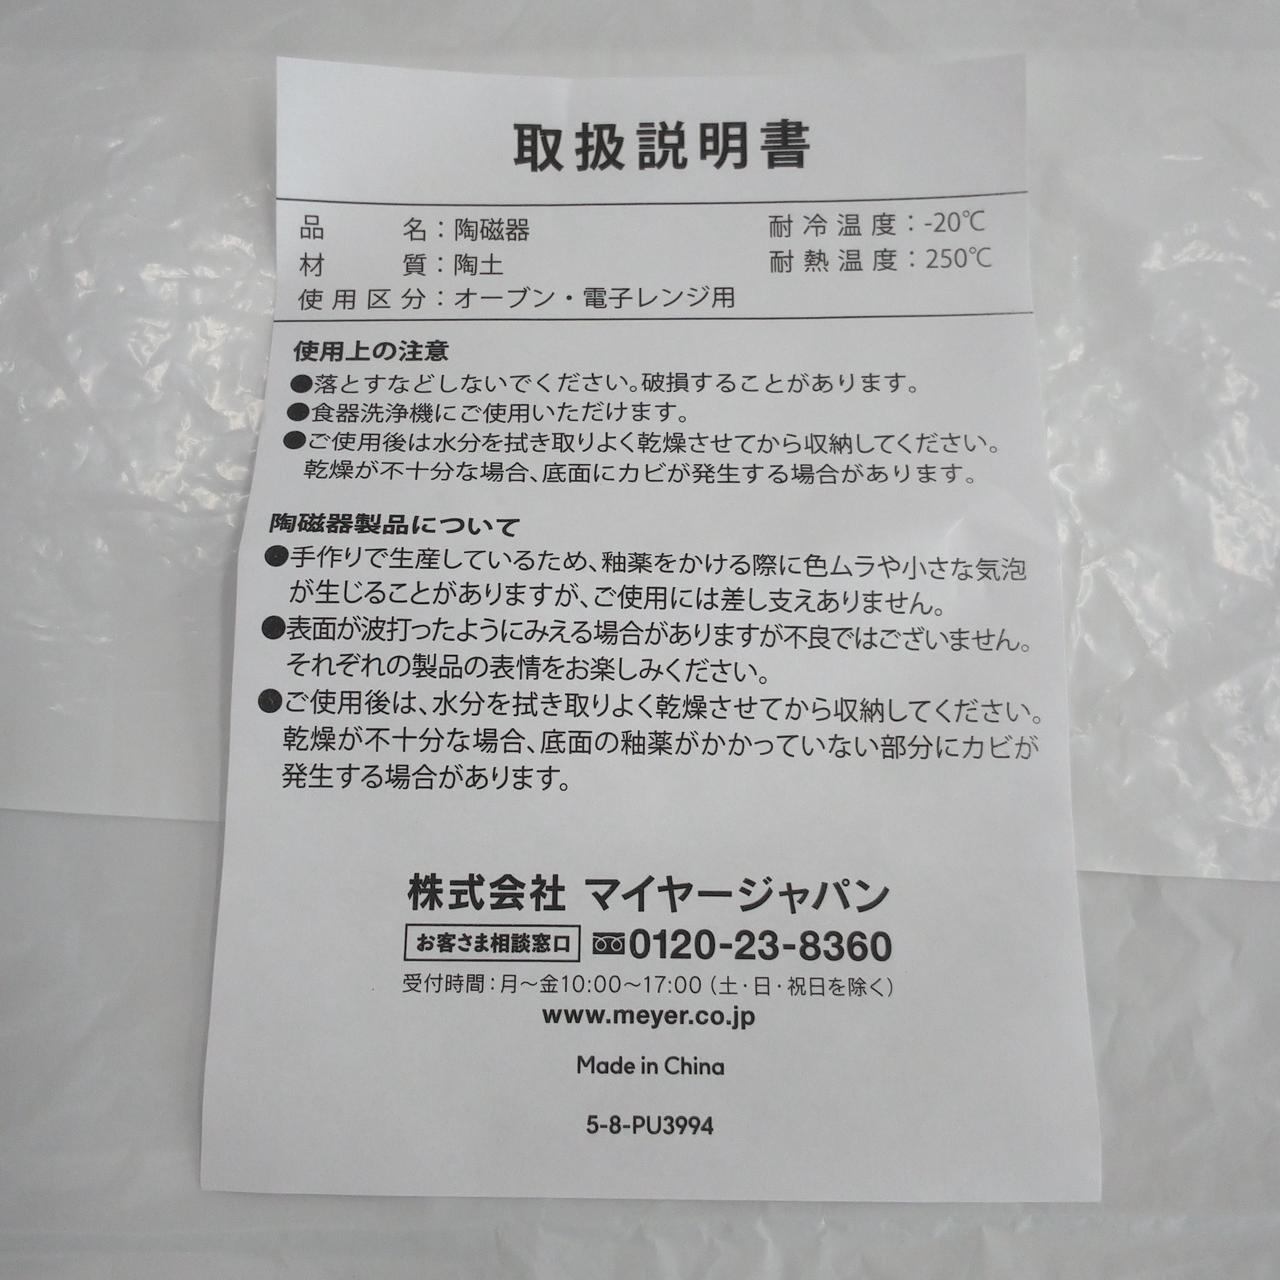 取扱説明書
品名：陶磁器 耐冷温度：-20℃
材質：陶土 耐熱温度：250℃
使用区分：オーブン・電子レンジ用
使用上の注意
●落とすなどしないでください。破損することがあります。
●食器洗浄機にご使用いただけます。
●ご使用後は水分を拭き取りよく乾燥させてから収納してください。
乾燥が不十分な場合、底面にカビが発生する場合があります。
陶磁器製品について
●手作りで生産しているため、釉薬をかける際に色ムラや小さな気泡
が生じることがありますが、ご使用には差し支えありません。
●表面が波打ったようにみえる場合がありますが不良ではございません。
それぞれの製品の表情をお楽しみください。
●ご使用後は、水分を拭き取りよく乾燥させてから収納してください。
乾燥が不十分な場合、底面の釉薬がかかっていない部分にカビが
発生する場合があります。
株式会社 マイヤージャパン
お客さま相談窓口 0120-23-8360
受付時間：月～金10:00～17:00（土・日・祝日を除く）
www.meyer.co.jp
Made in China
5-8-PU3994